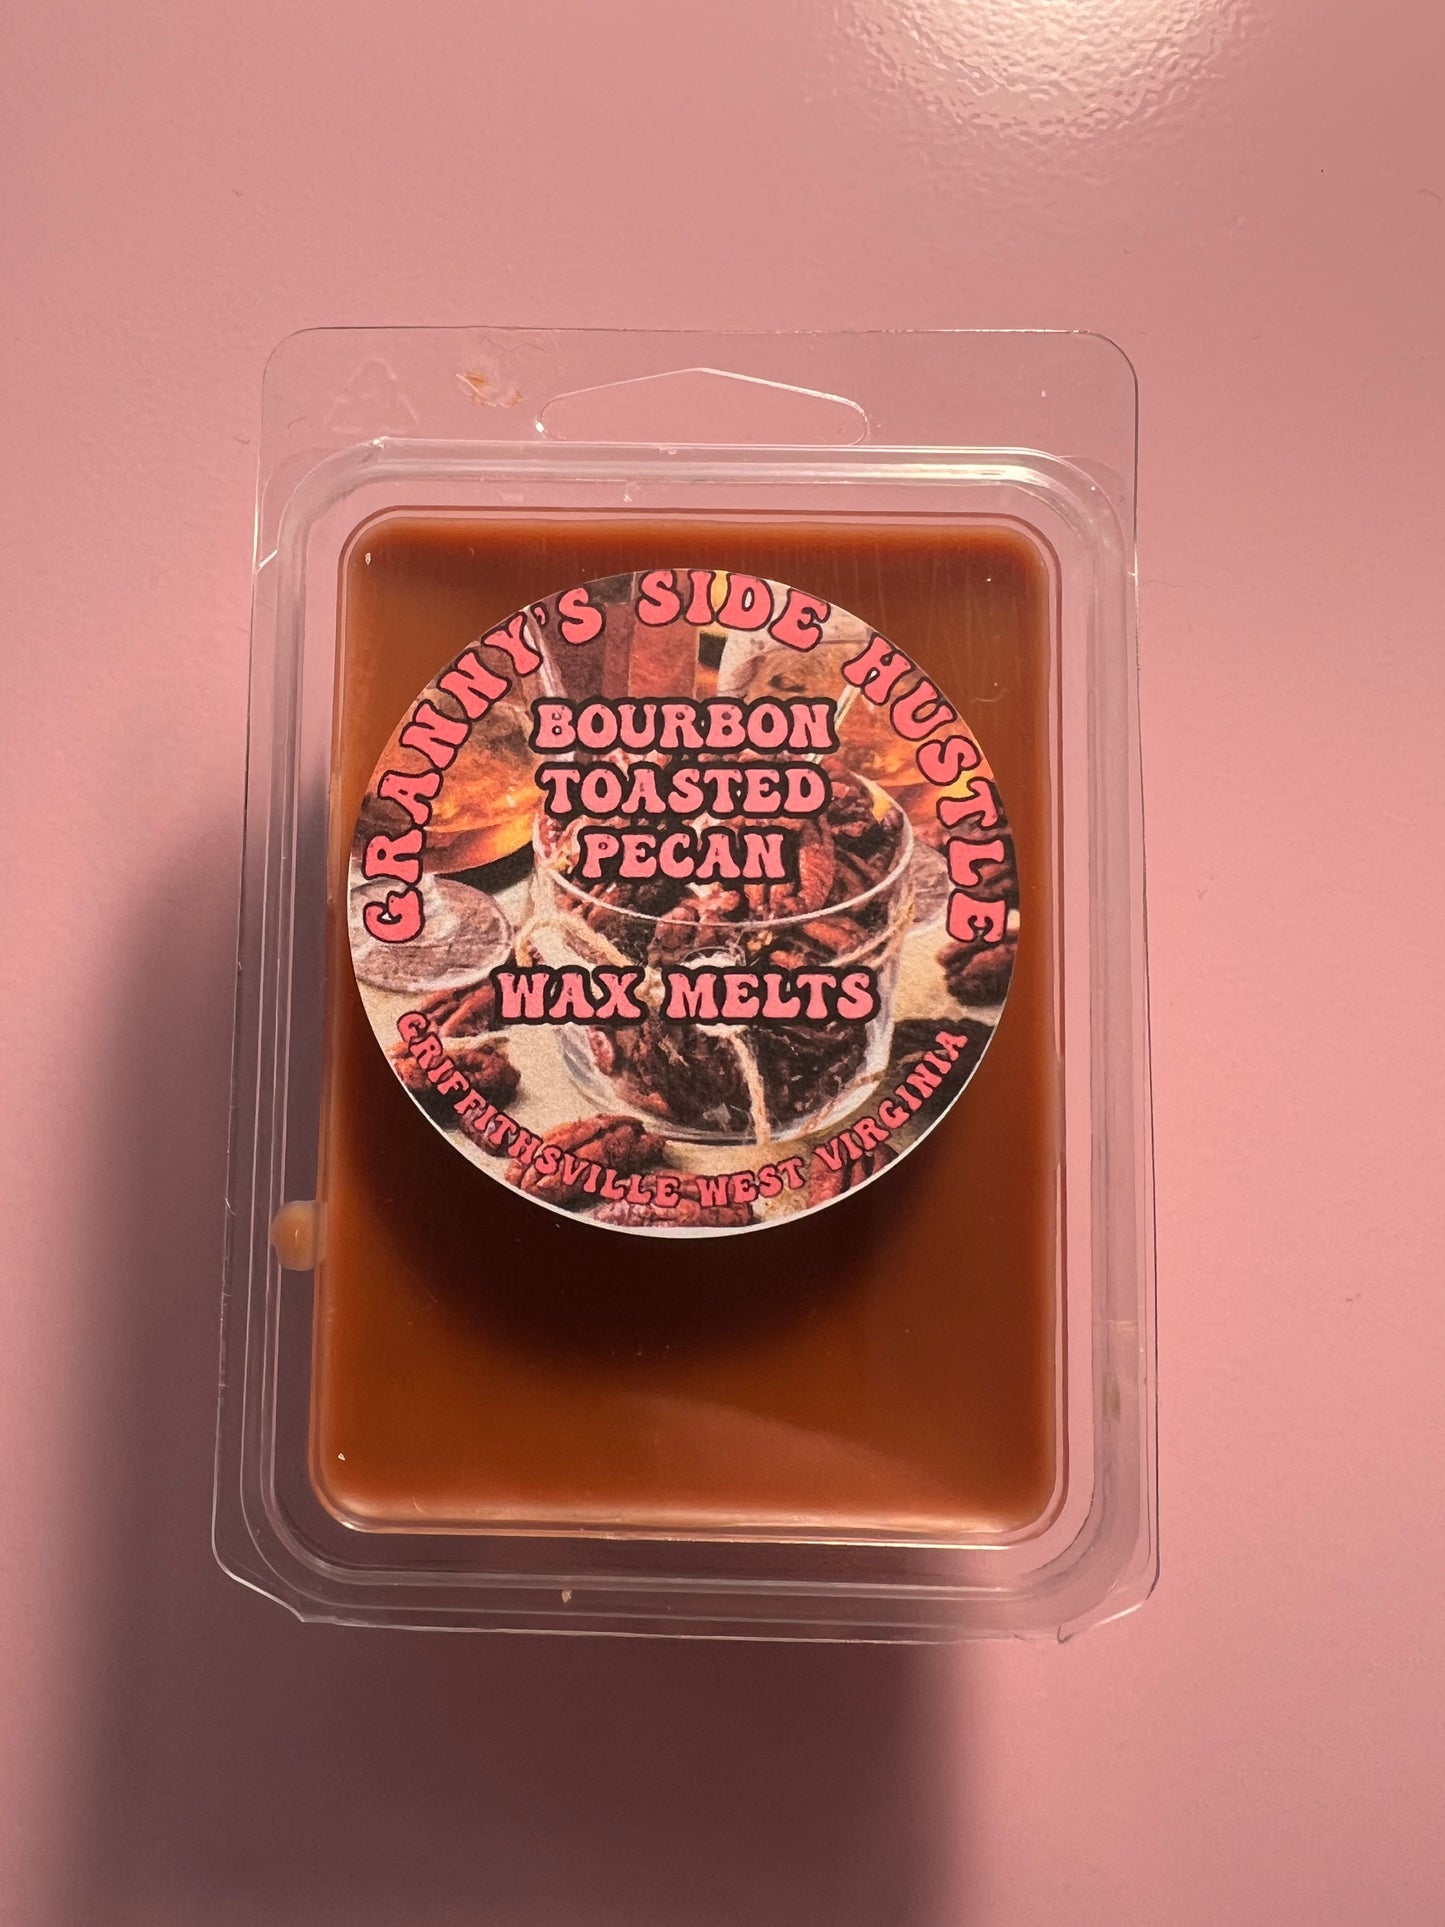 GRANNY'S SIDE HUSTLE
BOURBON
TOASTED
PECAN
WAX MELTS
GRIFFITHSVILLE WEST VIRGINIA